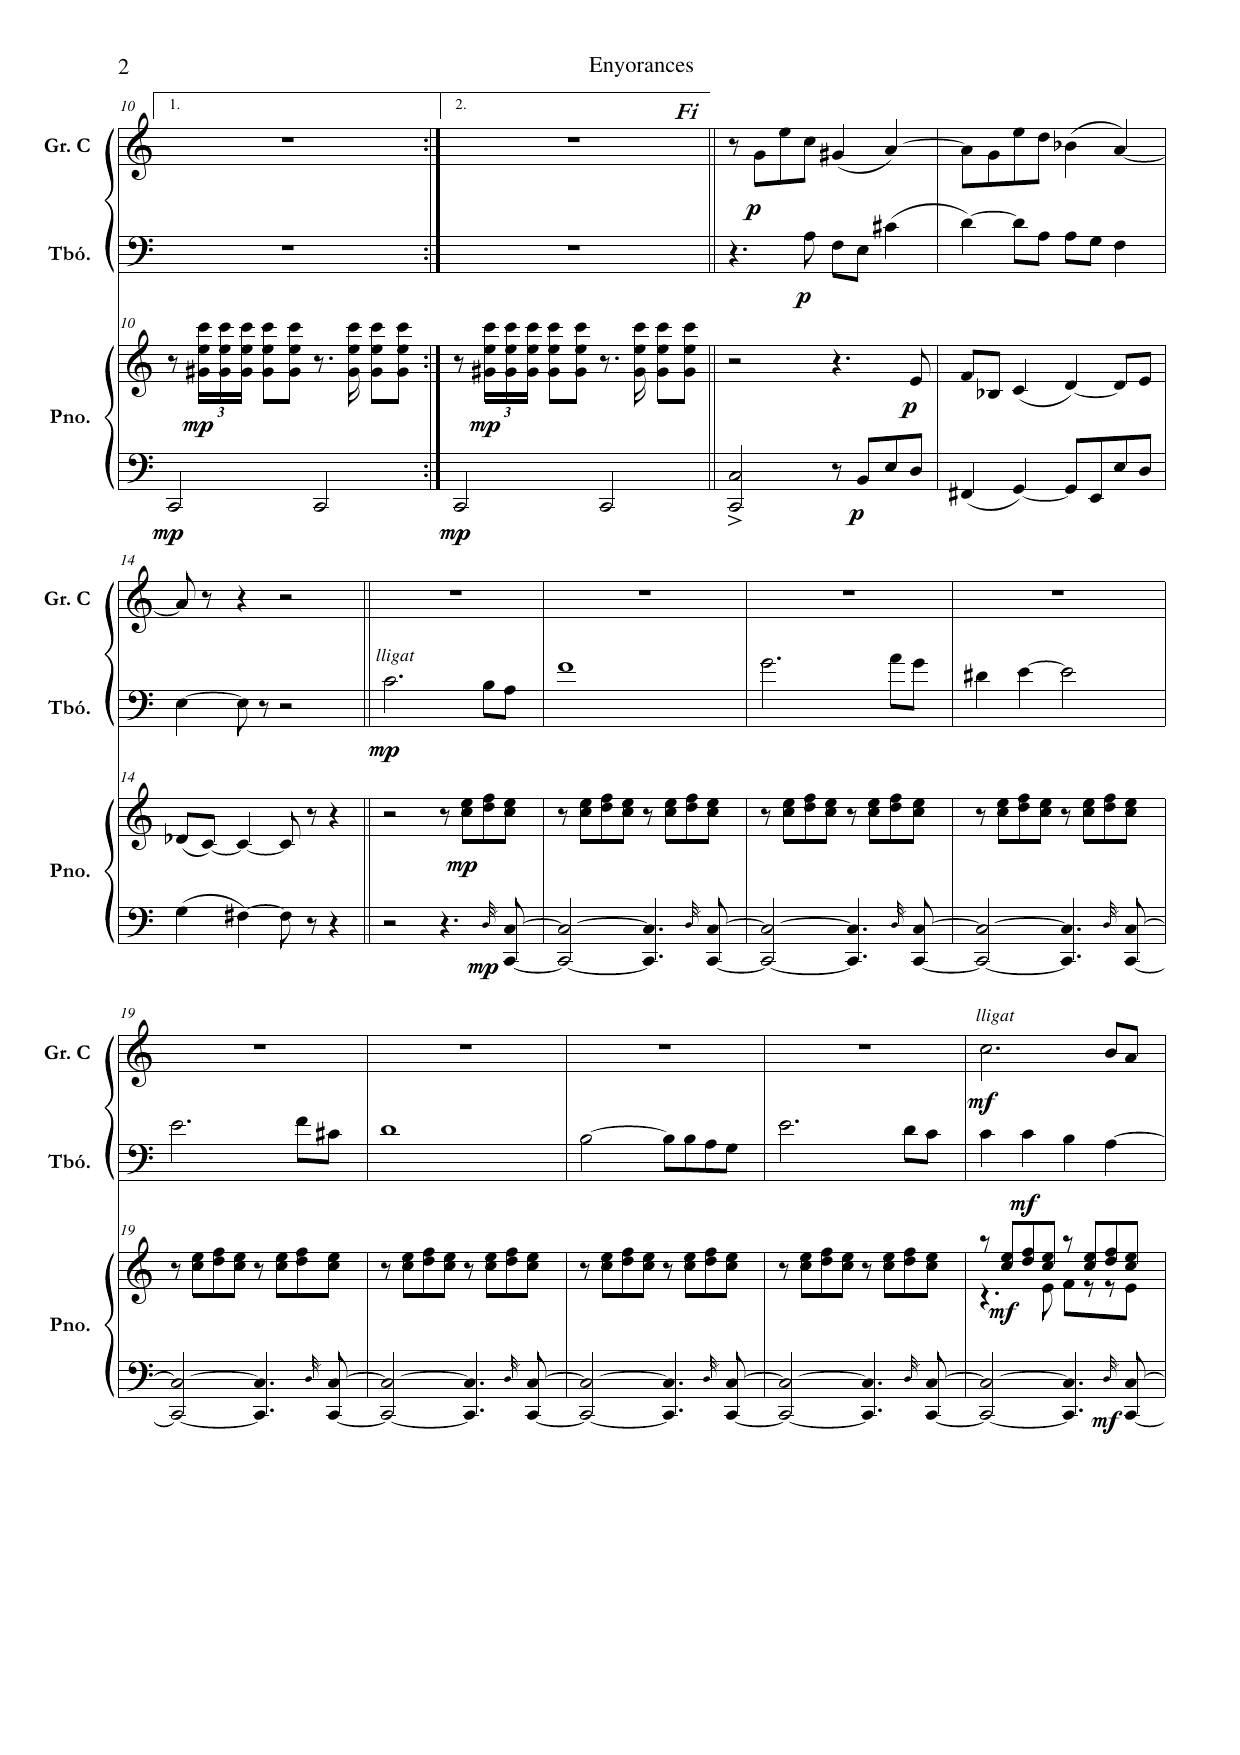 2 Enyorances
10 1. 2. Fi
Gr. C
p
Tbó.
p
10
3 3
mp mp p
Pno.
p
mp mp
14
Gr. C
lligat
Tbó.
mp
14
mp
Pno.
mp
19
lligat
Gr. C
mf
Tbó.
mf
19
mf
Pno.
mf